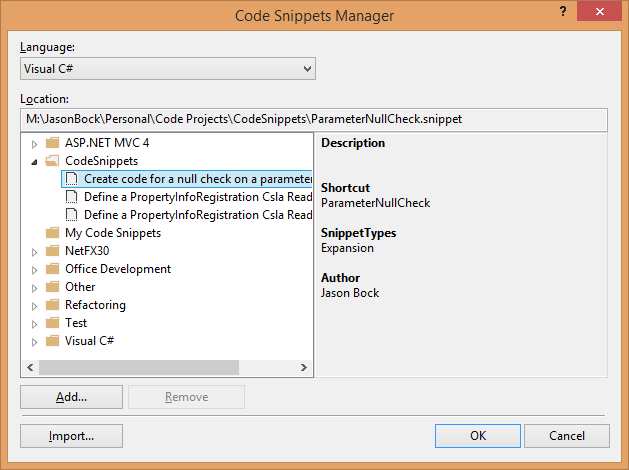 Code Snippets Manager
?
Language:
Visual C#
Location:
M:\JasonBock\Personal\Code Projects\CodeSnippets\ParameterNullCheck.snippet
ASP.NET MVC 4
CodeSnippets
Create code for a null check on a parameter
Define a PropertyInfoRegistration Csla Read
Define a PropertyInfoRegistration Csla Read
My Code Snippets
NetFX30
Office Development
Other
Refactoring
Test
Visual C#
Description
Shortcut
ParameterNullCheck
SnippetTypes
Expansion
Author
Jason Bock
Add...
Remove
Import...
OK
Cancel